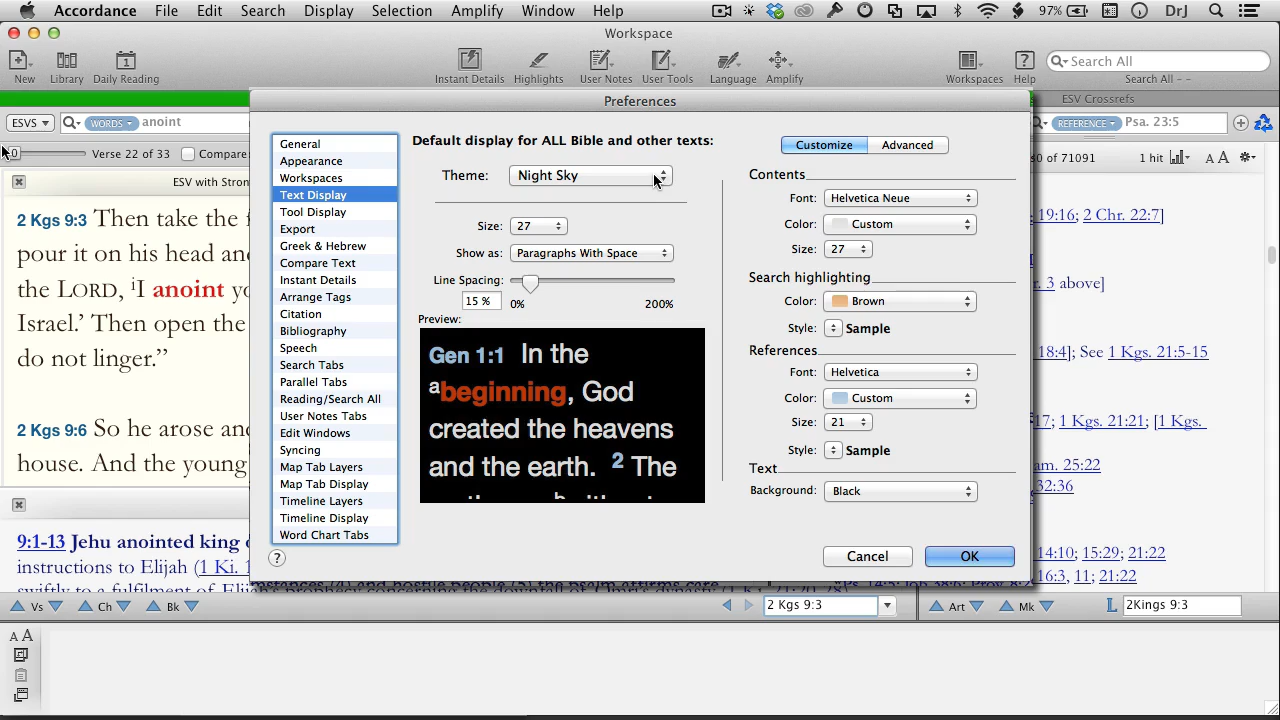 Accordance File Edit Search Display Selection Amplify Window Help 97% DrJ
Workspace
New Library Daily Reading Instant Details Highlights User Notes User Tools Language Amplify Workspaces Help Search All
Search All - -
ESV Crossrefs
ESVS WORDS anoint REFERENCE Psa. 23:5
Verse 22 of 33 Compare 0 of 71091 1 hit A A
ESV with Stron
2 Kgs 9:3 Then take the f
pour it on his head and
the LORD, iI anoint yo
Israel.’ Then open the
do not linger.”
2 Kgs 9:6 So he arose and
house. And the young
9:1-13 Jehu anointed king o
instructions to Elijah (1 Ki. 1
Preferences
General
Appearance
Workspaces
Text Display
Tool Display
Export
Greek & Hebrew
Compare Text
Instant Details
Arrange Tags
Citation
Bibliography
Speech
Search Tabs
Parallel Tabs
Reading/Search All
User Notes Tabs
Edit Windows
Syncing
Map Tab Layers
Map Tab Display
Timeline Layers
Timeline Display
Word Chart Tabs
?
Default display for ALL Bible and other texts:
Theme: Night Sky
Size: 27
Show as: Paragraphs With Space
Line Spacing:
15 % 0% 200%
Preview:
Gen 1:1 In the
abeginning, God
created the heavens
and the earth. 2 The
Customize Advanced
Contents
Font: Helvetica Neue
Color: Custom
Size: 27
Search highlighting
Color: Brown
Style: Sample
References
Font: Helvetica
Color: Custom
Size: 21
Style: Sample
Text
Background: Black
Cancel OK
19:16; 2 Chr. 22:7]
r. 3 above]
18:4]; See 1 Kgs. 21:5-15
17; 1 Kgs. 21:21; [1 Kgs.
am. 25:22
32:36
14:10; 15:29; 21:22
16:3, 11; 21:22
Vs Ch Bk 2 Kgs 9:3 Art Mk L 2Kings 9:3
A A